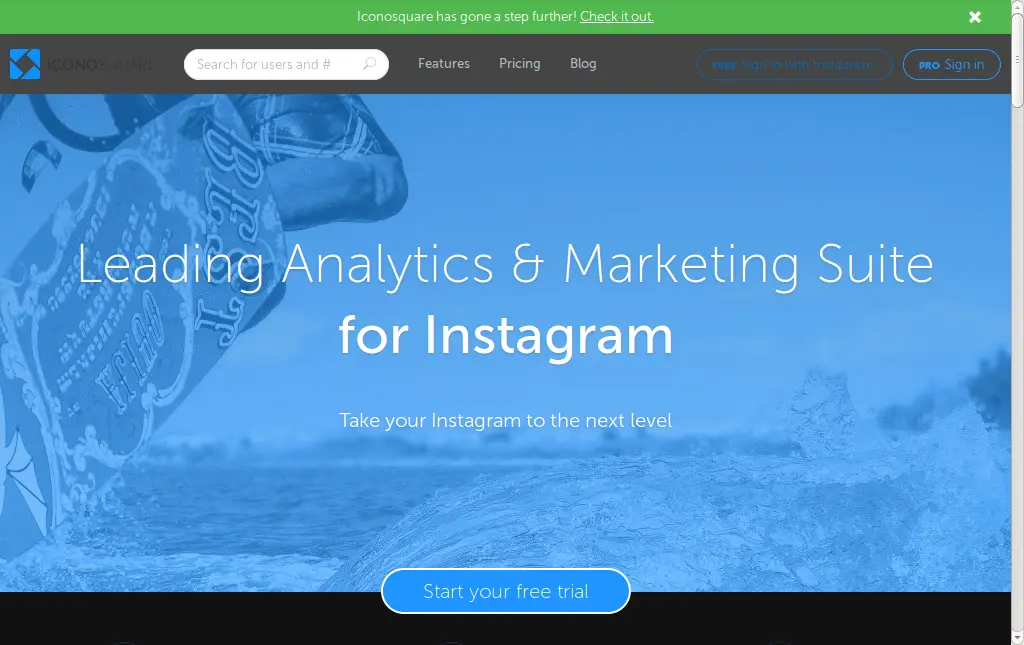 Iconosquare has gone a step further! Check it out.
ICONOSQUARE
Search for users and #
Features
Pricing
Blog
FREE Sign in with Instagram
PRO Sign in
Leading Analytics & Marketing Suite
for Instagram
Take your Instagram to the next level
Start your free trial